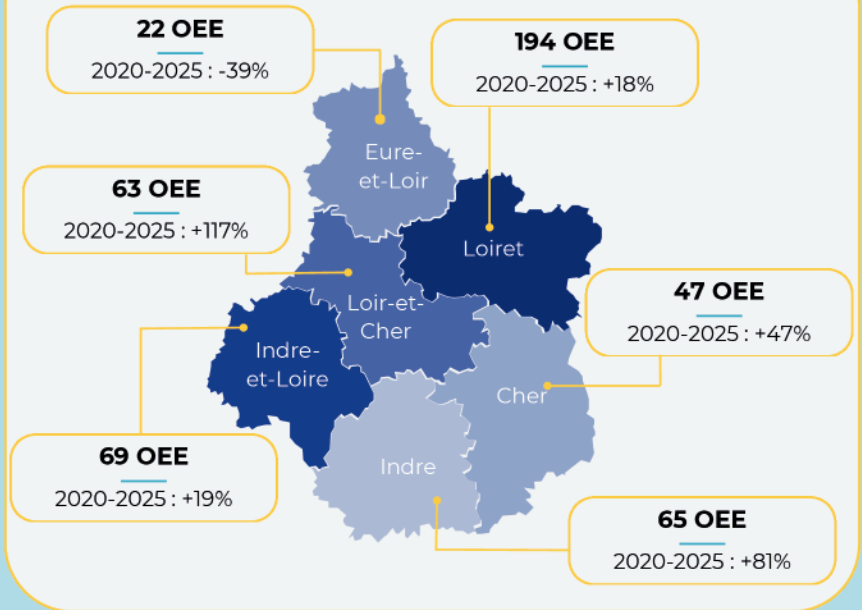 22 OEE
2020-2025 : -39%
194 OEE
2020-2025 : +18%
Eure-
et-Loir
63 OEE
2020-2025 : +117%
Loiret
47 OEE
2020-2025 : +47%
Loir-et-
Cher
Indre-
et-Loire
Cher
69 OEE
2020-2025 : +19%
Indre
65 OEE
2020-2025 : +81%